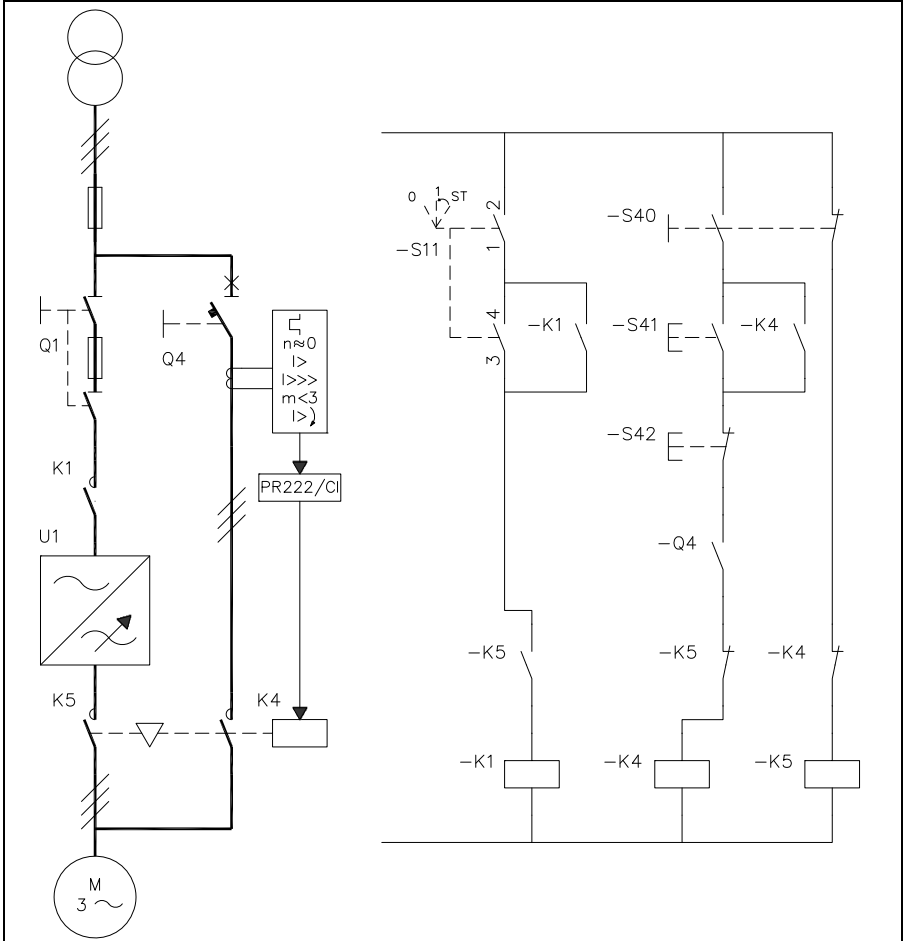 0 1 ST
2
-S11
1
-S40
4
-K1
3
-S41
-K4
Q1
Q4
n≈0
I>
I>>>
m<3
I>
-S42
K1
PR222/CI
U1
-Q4
-K5
-K5
-K4
K5
K4
-K1
-K4
-K5
M
3 ~